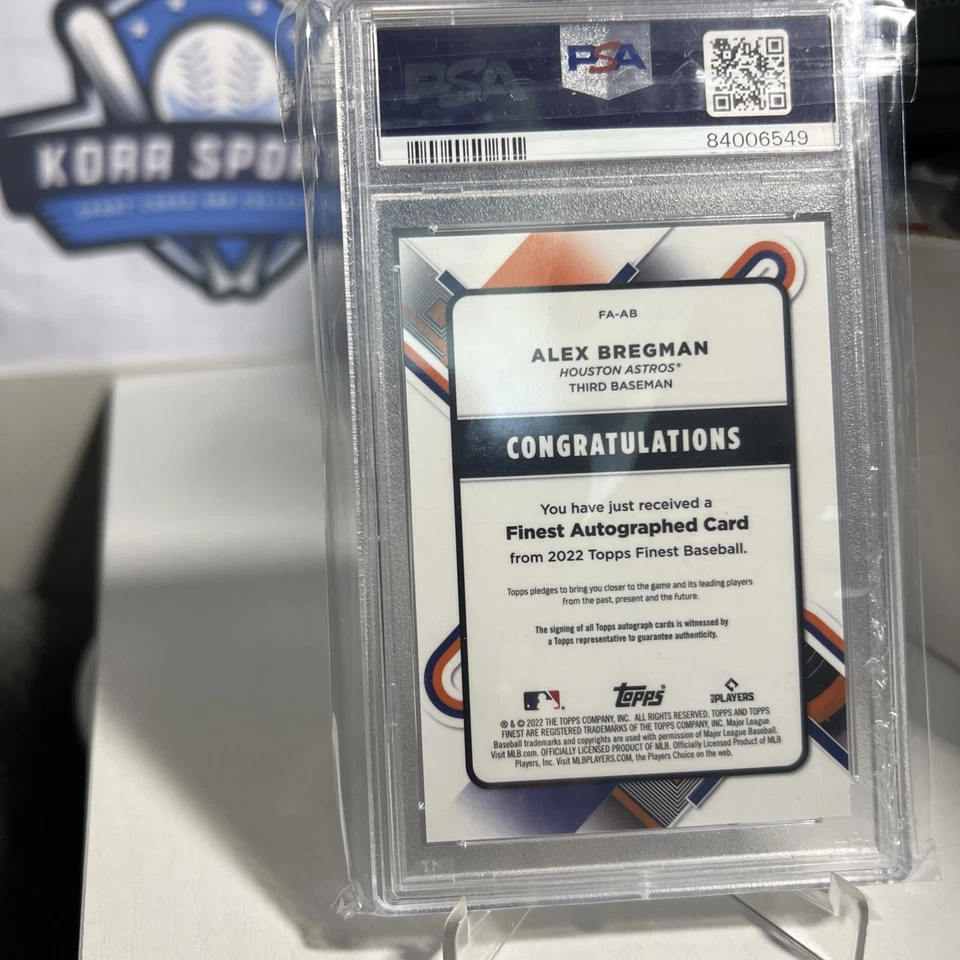 PSA
PSA
84006549
KORR SPOR
FA-AB
ALEX BREGMAN
HOUSTON ASTROS®
THIRD BASEMAN
CONGRATULATIONS
You have just received a
Finest Autographed Card
from 2022 Topps Finest Baseball.
Topps pledges to bring you closer to the game and its leading players
from the past, present and the future.
The signing of all Topps autograph cards is witnessed by
a Topps representative to guarantee authenticity.
Topps®
MLB PLAYERS
® & © 2022 THE TOPPS COMPANY, INC. ALL RIGHTS RESERVED. TOPPS AND TOPPS
FINEST ARE REGISTERED TRADEMARKS OF THE TOPPS COMPANY, INC. Major League
Baseball trademarks and copyrights are used with permission of Major League Baseball.
Visit MLB.com. OFFICIALLY LICENSED PRODUCT OF MLB. Officially Licensed Product of MLB
Players, Inc. Visit MLBPLAYERS.COM, the Players Choice on the web.